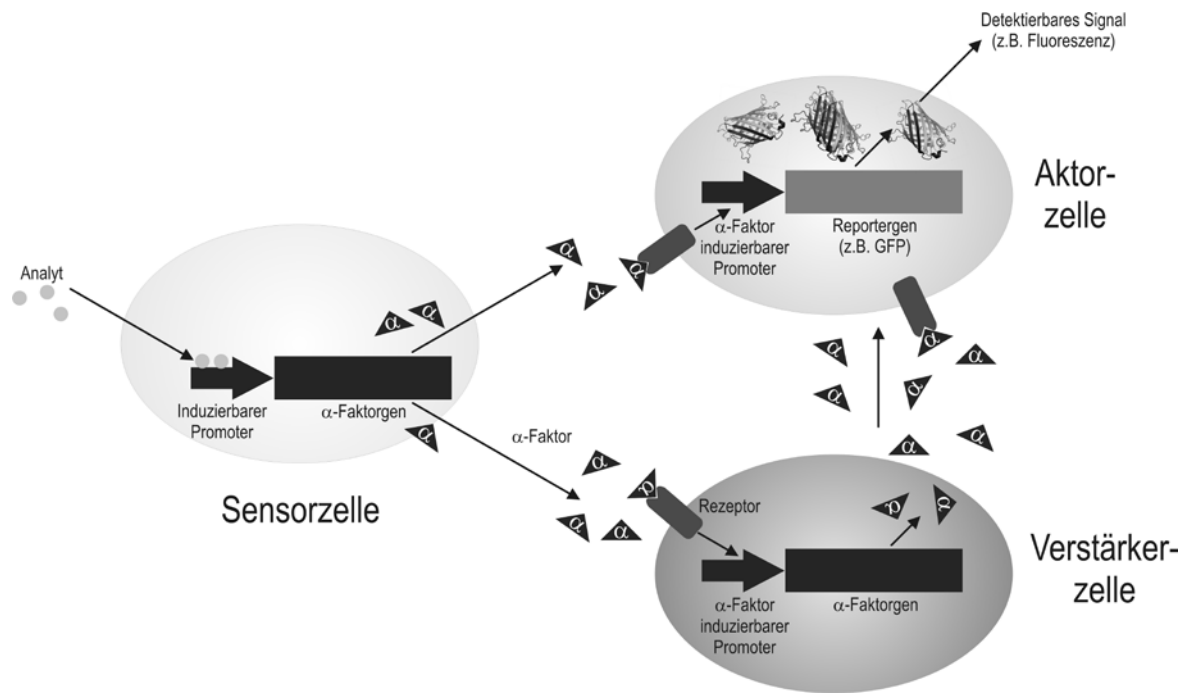 Detektierbares Signal
(z.B. Fluoreszenz)
Aktor-
zelle
α-Faktor
induzierbarer
Promoter
Reportergen
(z.B. GFP)
α
α
α
Analyt
α
α
Induzierbarer
Promoter
α-Faktorgen
α
Sensorzelle
α-Faktor
α
α
α
α
α
α
α
α
α
α
α
α
Rezeptor
α
α
α-Faktor
induzierbarer
Promoter
α-Faktorgen
Verstärker-
zelle